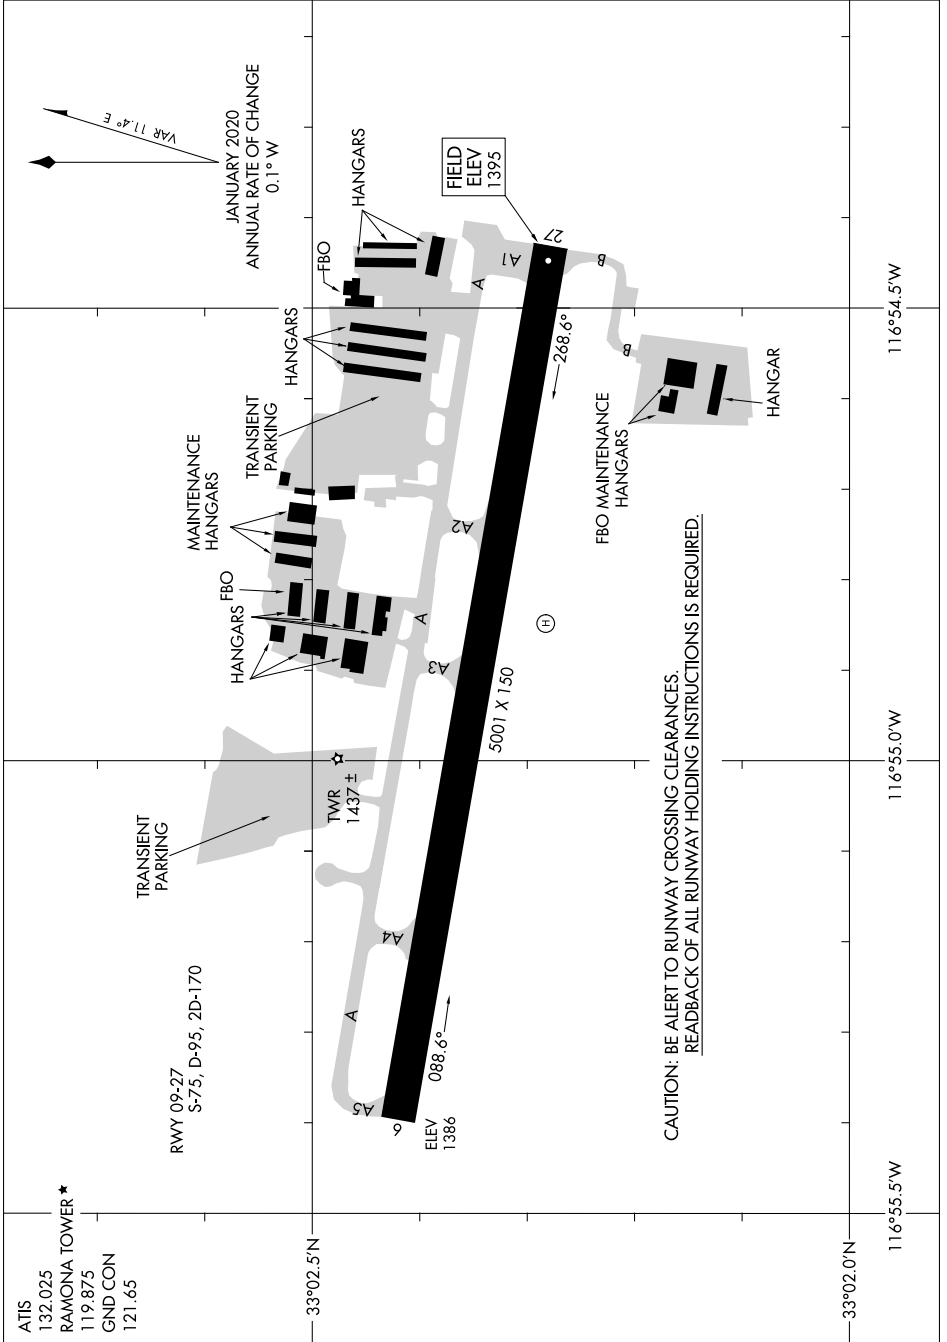 ATIS
132.025
RAMONA TOWER ★
119.875
GND CON
121.65
RWY 09-27
S-75, D-95, 2D-170
TRANSIENT
PARKING
HANGARS
FBO
MAINTENANCE
HANGARS
TRANSIENT
PARKING
HANGARS
FBO
HANGARS
JANUARY 2020
ANNUAL RATE OF CHANGE
0.1° W
VAR 11.4° E
FIELD
ELEV
1395
TWR
1437 ±
A5
A
A4
A3
A
A2
A
A1
B
B
9
27
ELEV
1386
088.6°
5001 X 150
268.6°
H
FBO MAINTENANCE
HANGARS
HANGAR
CAUTION: BE ALERT TO RUNWAY CROSSING CLEARANCES.
READBACK OF ALL RUNWAY HOLDING INSTRUCTIONS IS REQUIRED.
33°02.5'N
33°02.0'N
116°55.5'W
116°55.0'W
116°54.5'W